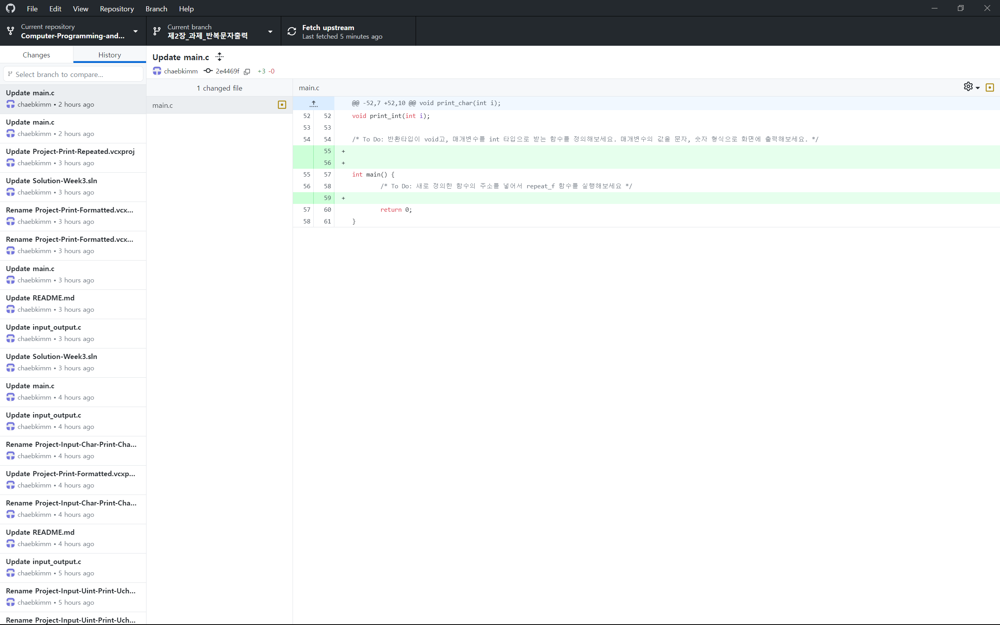 File Edit View Repository Branch Help
Current repository
Computer-Programming-and...
Current branch
제2장_과제_반복문자출력
Fetch upstream
Last fetched 5 minutes ago
Changes
History
Select branch to compare...
Update main.c
chaebkimm • 2 hours ago
Update main.c
chaebkimm • 2 hours ago
Update Project-Print-Repeated.vcxproj
chaebkimm • 3 hours ago
Update Solution-Week3.sln
chaebkimm • 3 hours ago
Rename Project-Print-Formatted.vcx...
chaebkimm • 3 hours ago
Rename Project-Print-Formatted.vcx...
chaebkimm • 3 hours ago
Update main.c
chaebkimm • 3 hours ago
Update README.md
chaebkimm • 3 hours ago
Update input_output.c
chaebkimm • 3 hours ago
Update Solution-Week3.sln
chaebkimm • 3 hours ago
Update main.c
chaebkimm • 4 hours ago
Update input_output.c
chaebkimm • 4 hours ago
Rename Project-Input-Char-Print-Cha...
chaebkimm • 4 hours ago
Update Project-Print-Formatted.vcxp...
chaebkimm • 4 hours ago
Rename Project-Input-Char-Print-Cha...
chaebkimm • 4 hours ago
Update README.md
chaebkimm • 4 hours ago
Update input_output.c
chaebkimm • 5 hours ago
Rename Project-Input-Uint-Print-Uch...
chaebkimm • 5 hours ago
Rename Project-Input-Uint-Print-Uch...
Update main.c
chaebkimm 2e4469f +3 -0
1 changed file
main.c
main.c
@@ -52,7 +52,10 @@ void print_char(int i);
52 52 void print_int(int i);
53 53
54 54 /* To Do: 반환타입이 void고, 매개변수를 int 타입으로 받는 함수를 정의해보세요. 매개변수의 값을 문자, 숫자 형식으로 화면에 출력해보세요. */
55 +
56 +
55 57 int main() {
56 58 /* To Do: 새로 정의한 함수의 주소를 넣어서 repeat_f 함수를 실행해보세요 */
59 +
57 60 return 0;
58 61 }